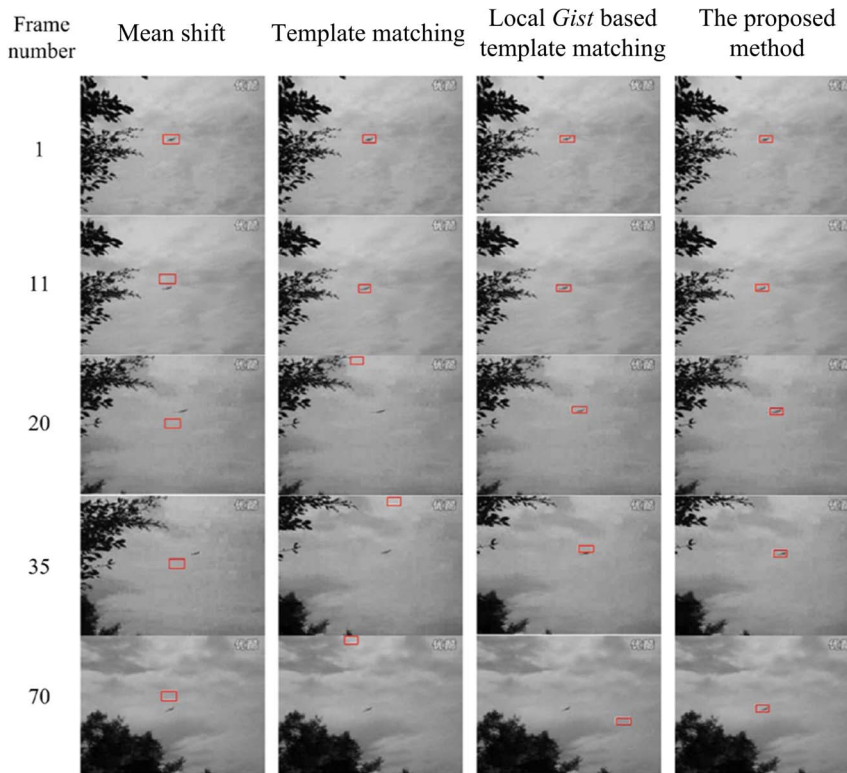 Frame number
Mean shift
Template matching
Local Gist based
template matching
The proposed
method
1
11
20
35
70